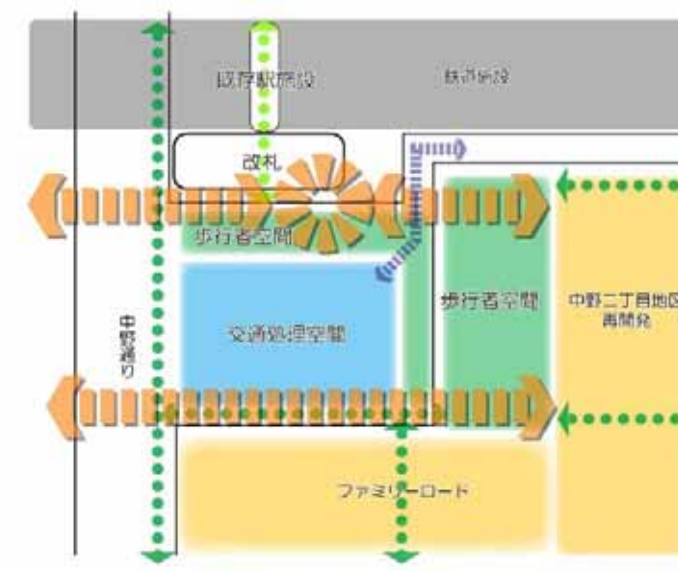 既存駅施設
鉄道施設
改札
歩行者空間
歩行者空間
中野二丁目地区
再開発
交通処理空間
中野通り
ファミリーロード